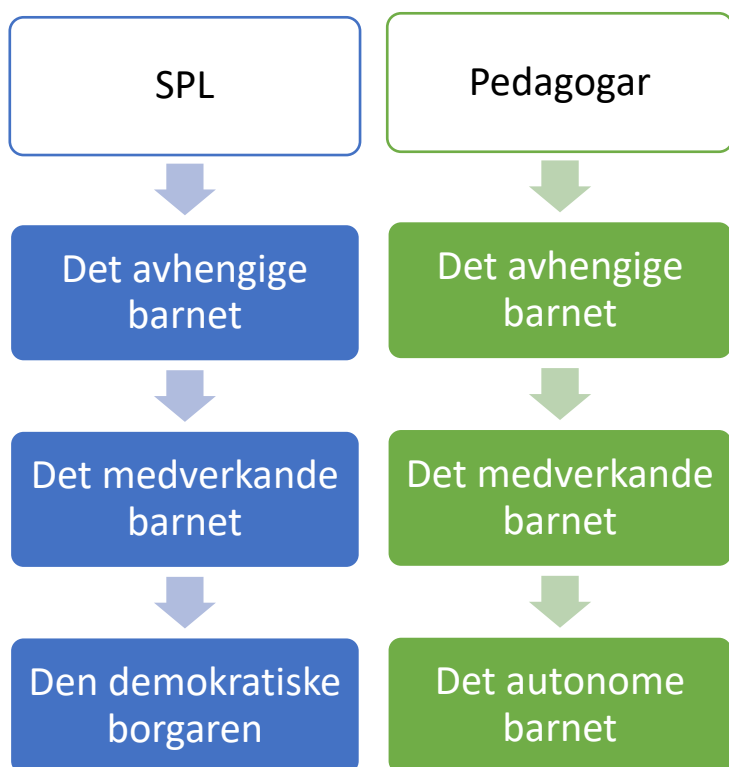 SPL
Det avhengige
barnet
Det medverkande
barnet
Den demokratiske
borgaren
Pedagogar
Det avhengige
barnet
Det medverkande
barnet
Det autonome
barnet